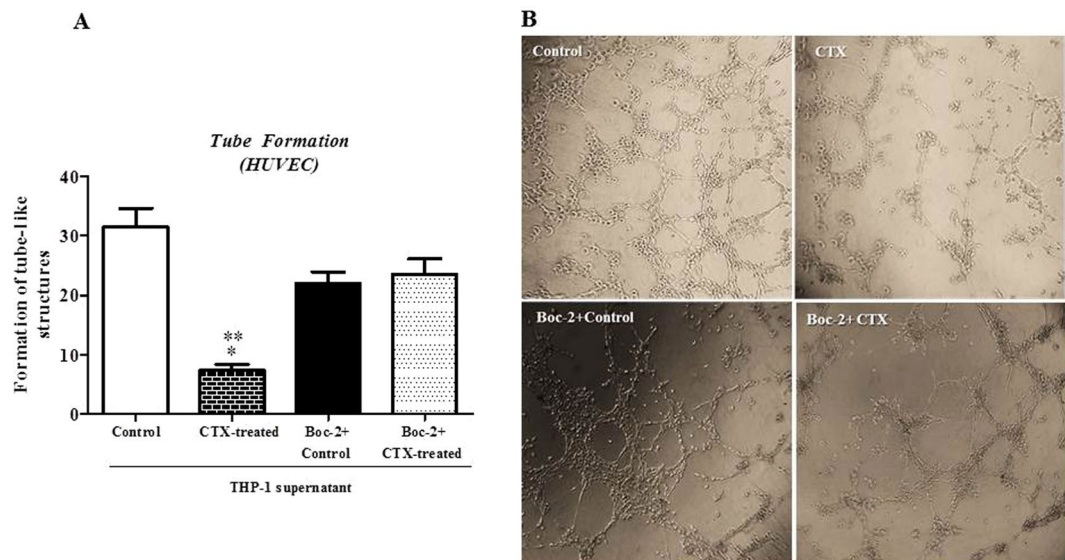 A
Tube Formation
(HUVEC)
Formation of tube-like
structures
40
30
20
10
0
**
*
Control
CTX-treated
Boc-2+
Control
Boc-2+
CTX-treated
THP-1 supernatant
B
Control
CTX
Boc-2+Control
Boc-2+ CTX